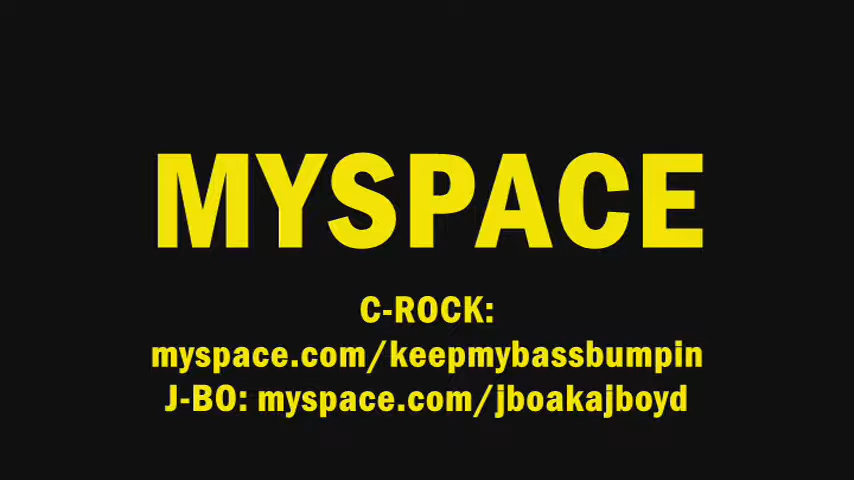 MYSPACE
C-ROCK:
myspace.com/keepmybassbumpin
J-BO: myspace.com/jboakajboyd